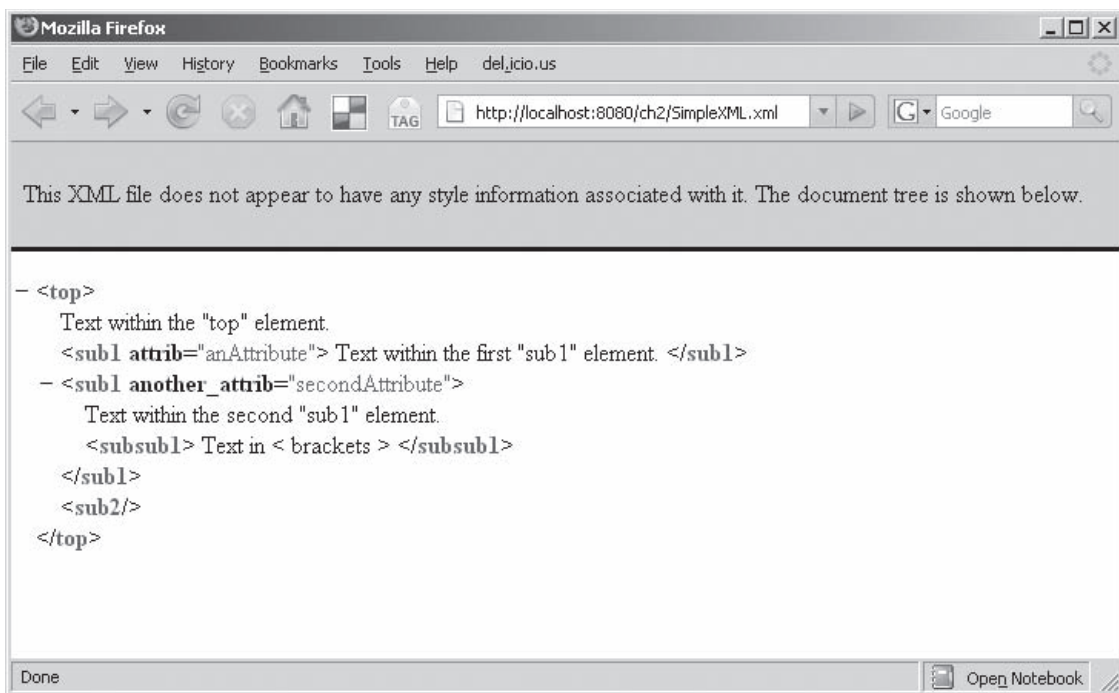 Mozilla Firefox
File Edit View History Bookmarks Tools Help del.icio.us
TAG http://localhost:8080/ch2/SimpleXML.xml G Google
This XML file does not appear to have any style information associated with it. The document tree is shown below.
− <top>
Text within the "top" element.
<sub1 attrib="anAttribute"> Text within the first "sub1" element. </sub1>
− <sub1 another_attrib="secondAttribute">
Text within the second "sub1" element.
<subsub1> Text in < brackets > </subsub1>
</sub1>
<sub2/>
</top>
Done Open Notebook